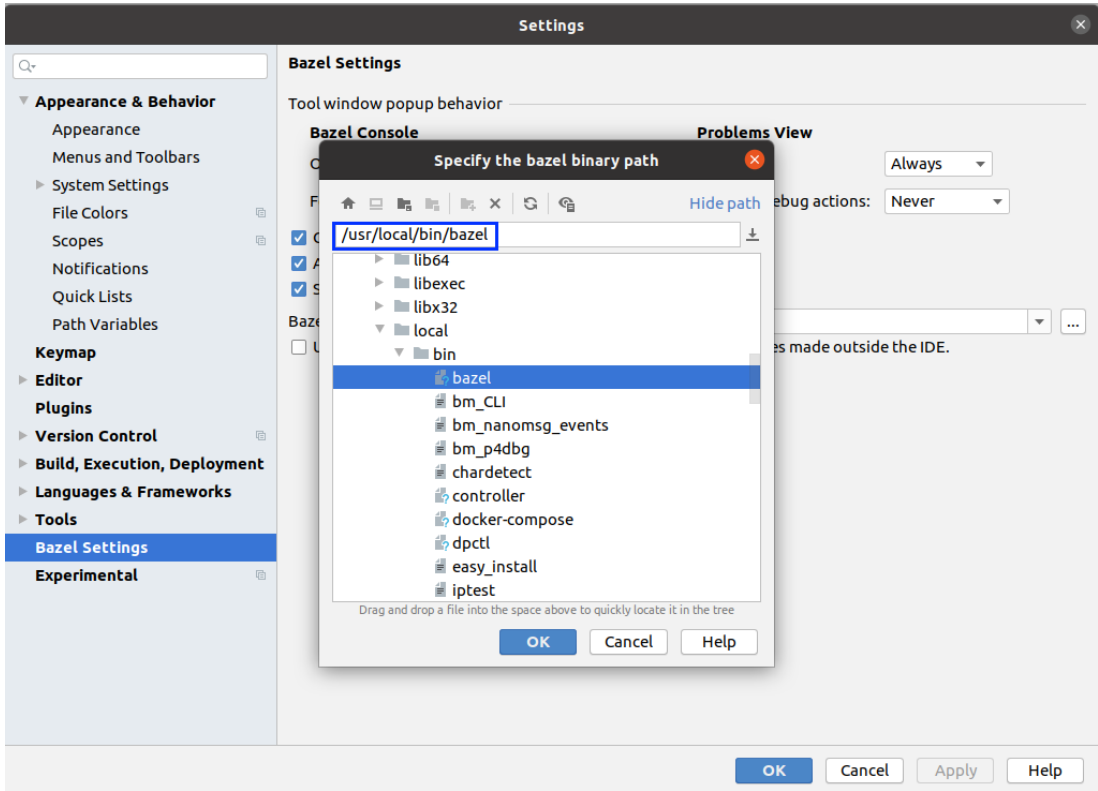 Settings
Appearance & Behavior
Appearance
Menus and Toolbars
System Settings
File Colors
Scopes
Notifications
Quick Lists
Path Variables
Keymap
Editor
Plugins
Version Control
Build, Execution, Deployment
Languages & Frameworks
Tools
Bazel Settings
Experimental
Bazel Settings
Tool window popup behavior
Bazel Console
Problems View
Always
ebug actions: Never
Baze
es made outside the IDE.
Specify the bazel binary path
Hide path
/usr/local/bin/bazel
lib64
libexec
libx32
local
bin
bazel
bm_CLI
bm_nanomsg_events
bm_p4dbg
chardetect
controller
docker-compose
dpctl
easy_install
iptest
Drag and drop a file into the space above to quickly locate it in the tree
OK Cancel Help
OK Cancel Apply Help